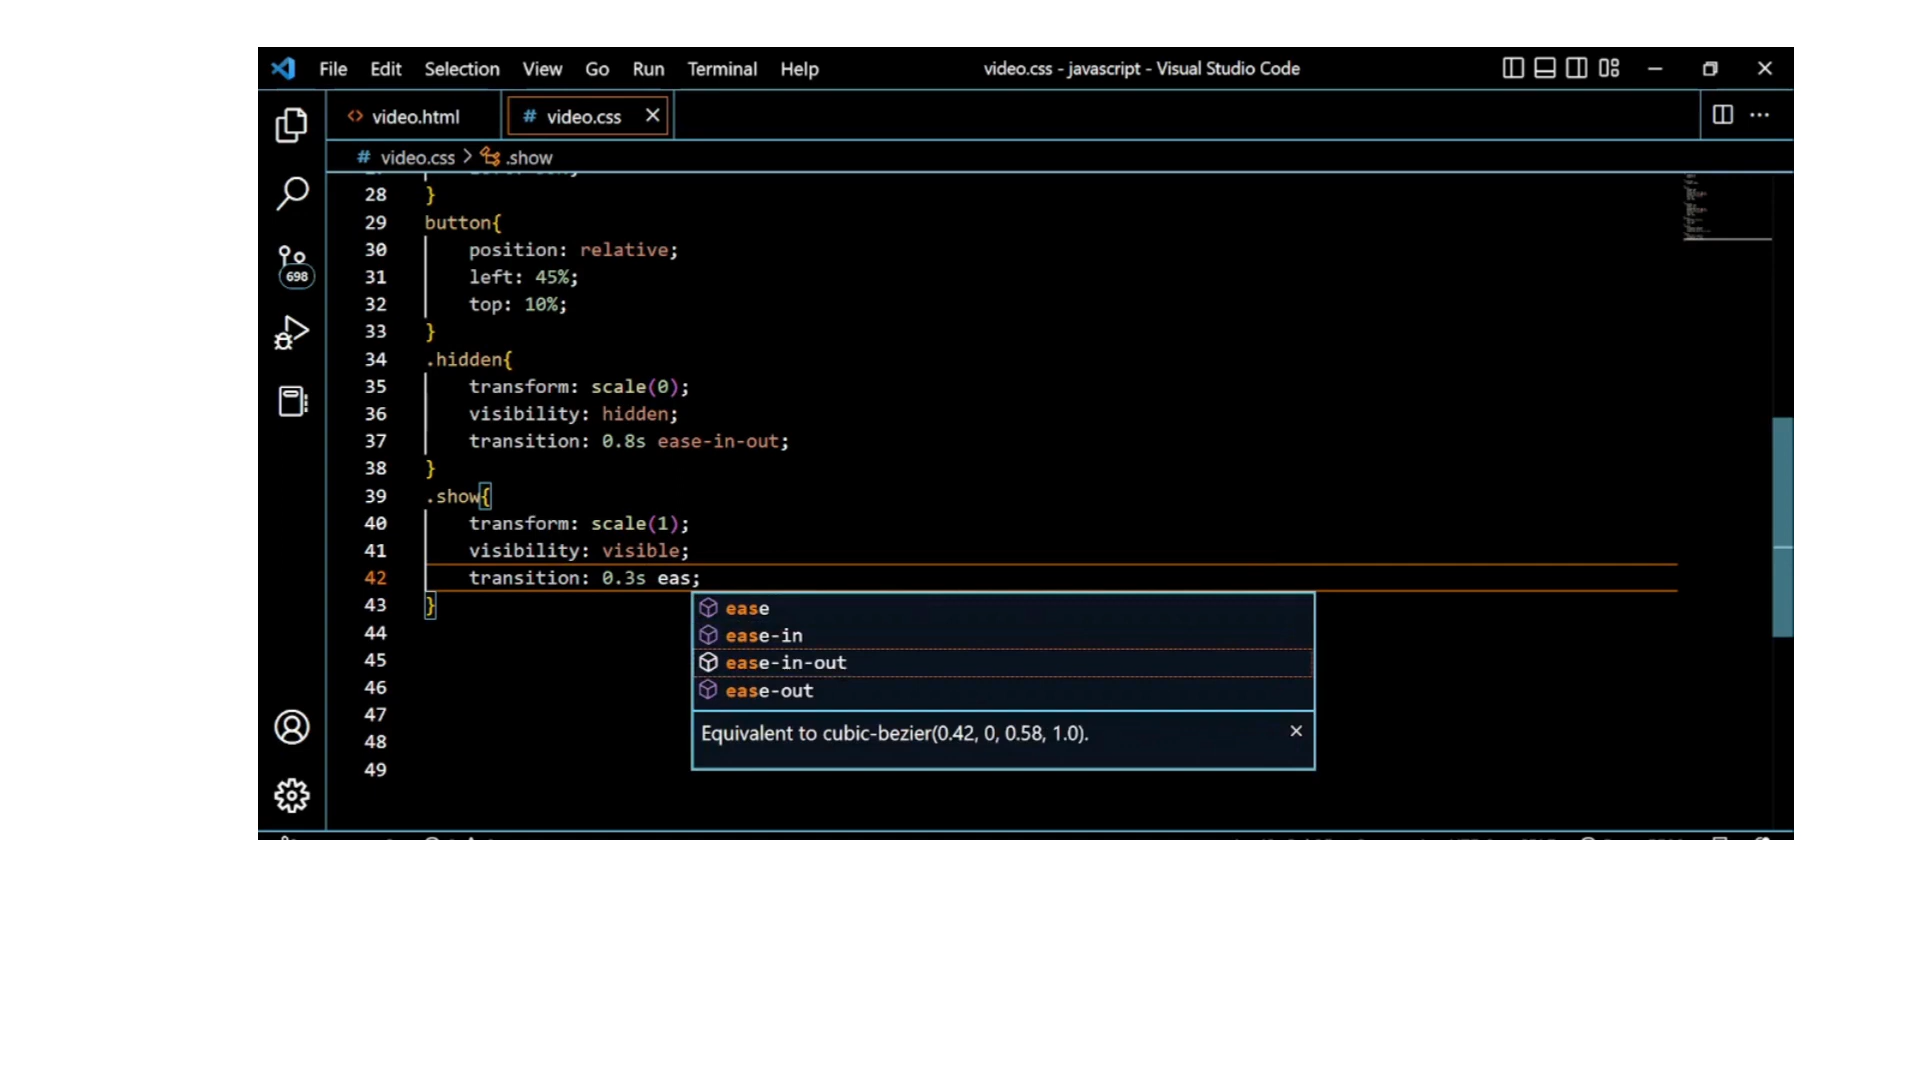 File Edit Selection View Go Run Terminal Help video.css - javascript - Visual Studio Code
<> video.html # video.css
# video.css > .show
698
28 }
29 button{
30 position: relative;
31 left: 45%;
32 top: 10%;
33 }
34 .hidden{
35 transform: scale(0);
36 visibility: hidden;
37 transition: 0.8s ease-in-out;
38 }
39 .show{
40 transform: scale(1);
41 visibility: visible;
42 transition: 0.3s eas;
43 }
44
45
46
47
48
49
ease
ease-in
ease-in-out
ease-out
Equivalent to cubic-bezier(0.42, 0, 0.58, 1.0).